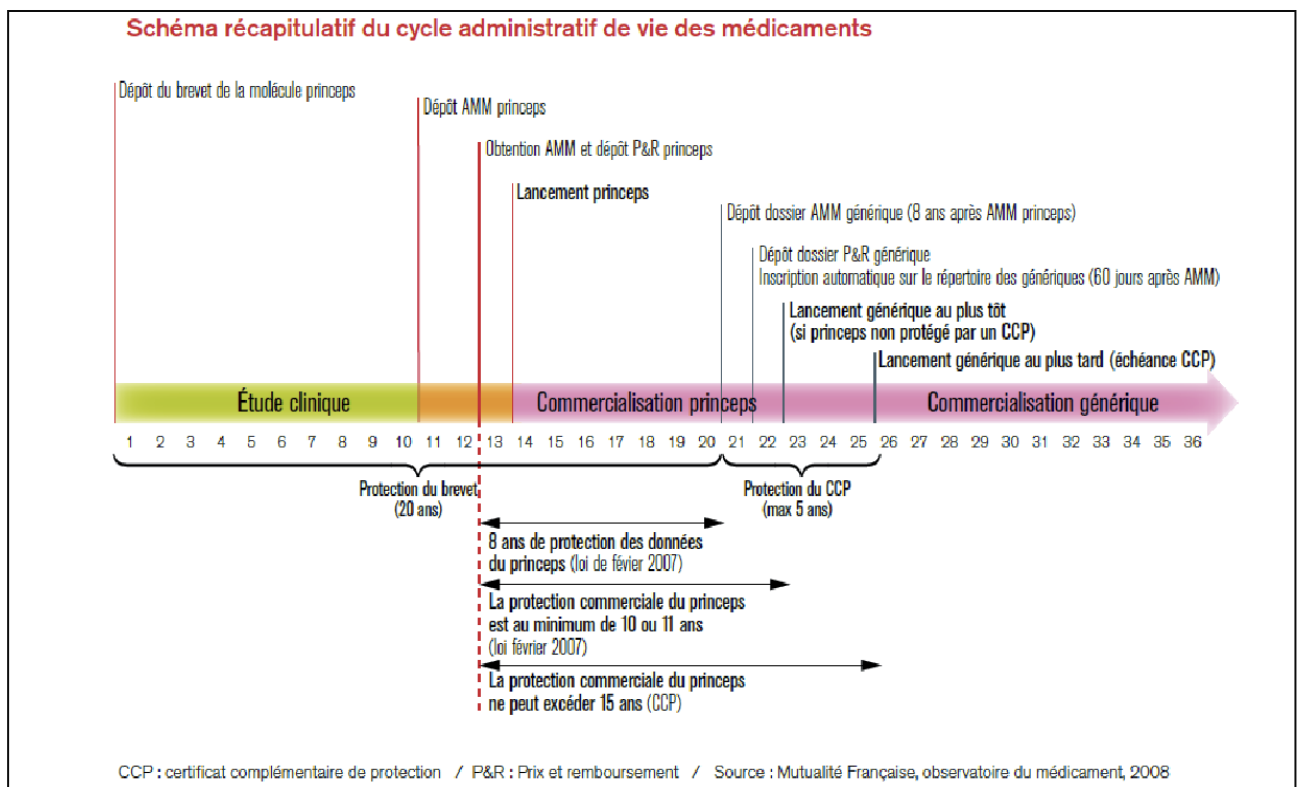 Schéma récapitulatif du cycle administratif de vie des médicaments
Dépôt du brevet de la molécule princeps
Dépôt AMM princeps
Obtention AMM et dépôt P&R princeps
Lancement princeps
Dépôt dossier AMM générique (8 ans après AMM princeps)
Dépôt dossier P&R générique
Inscription automatique sur le répertoire des génériques (60 jours après AMM)
Lancement générique au plus tôt
(si princeps non protégé par un CCP)
Lancement générique au plus tard (échéance CCP)
Étude clinique
Commercialisation princeps
Commercialisation générique
1 2 3 4 5 6 7 8 9 10 11 12 13 14 15 16 17 18 19 20 21 22 23 24 25 26 27 28 29 30 31 32 33 34 35 36
Protection du brevet
(20 ans)
Protection du CCP
(max 5 ans)
8 ans de protection des données
du princeps (loi de févier 2007)
La protection commerciale du princeps
est au minimum de 10 ou 11 ans
(loi février 2007)
La protection commerciale du princeps
ne peut excéder 15 ans (CCP)
CCP : certificat complémentaire de protection / P&R : Prix et remboursement / Source : Mutualité Française, observatoire du médicament, 2008